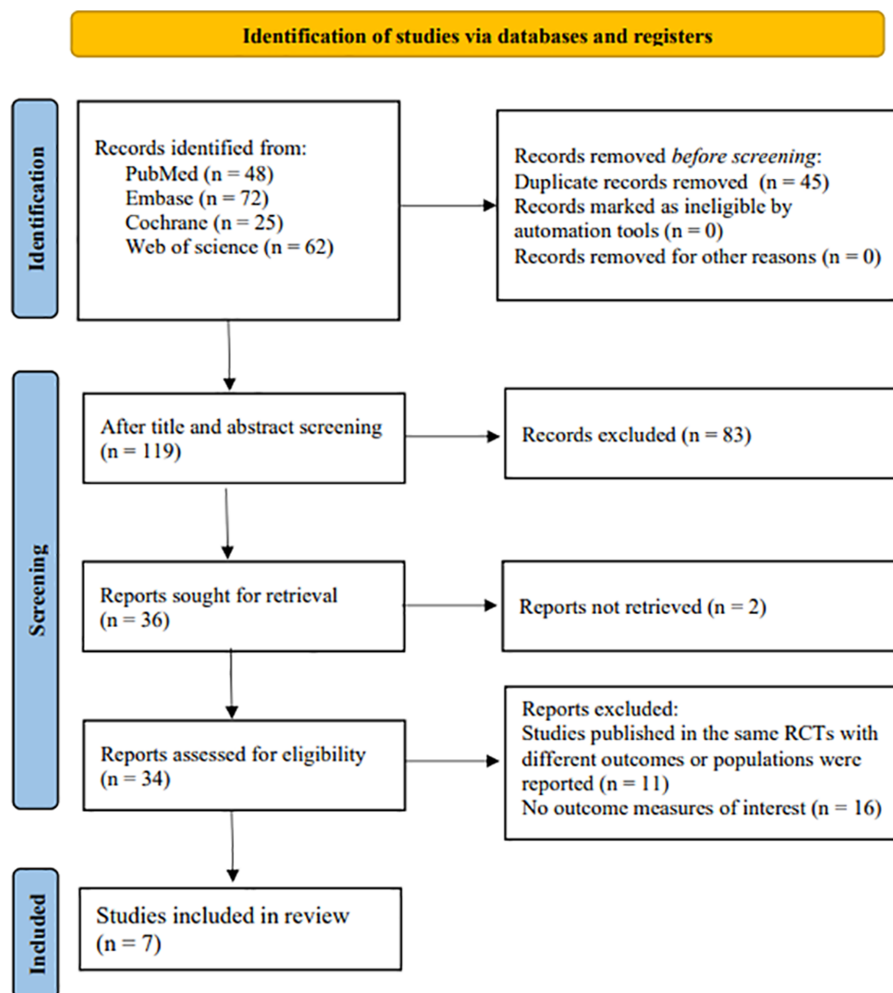 Identification of studies via databases and registers
Identification
Records identified from:
PubMed (n = 48)
Embase (n = 72)
Cochrane (n = 25)
Web of science (n = 62)
Records removed before screening:
Duplicate records removed (n = 45)
Records marked as ineligible by
automation tools (n = 0)
Records removed for other reasons (n = 0)
Screening
After title and abstract screening
(n = 119)
Records excluded (n = 83)
Reports sought for retrieval
(n = 36)
Reports not retrieved (n = 2)
Reports assessed for eligibility
(n = 34)
Reports excluded:
Studies published in the same RCTs with
different outcomes or populations were
reported (n = 11)
No outcome measures of interest (n = 16)
Included
Studies included in review
(n = 7)